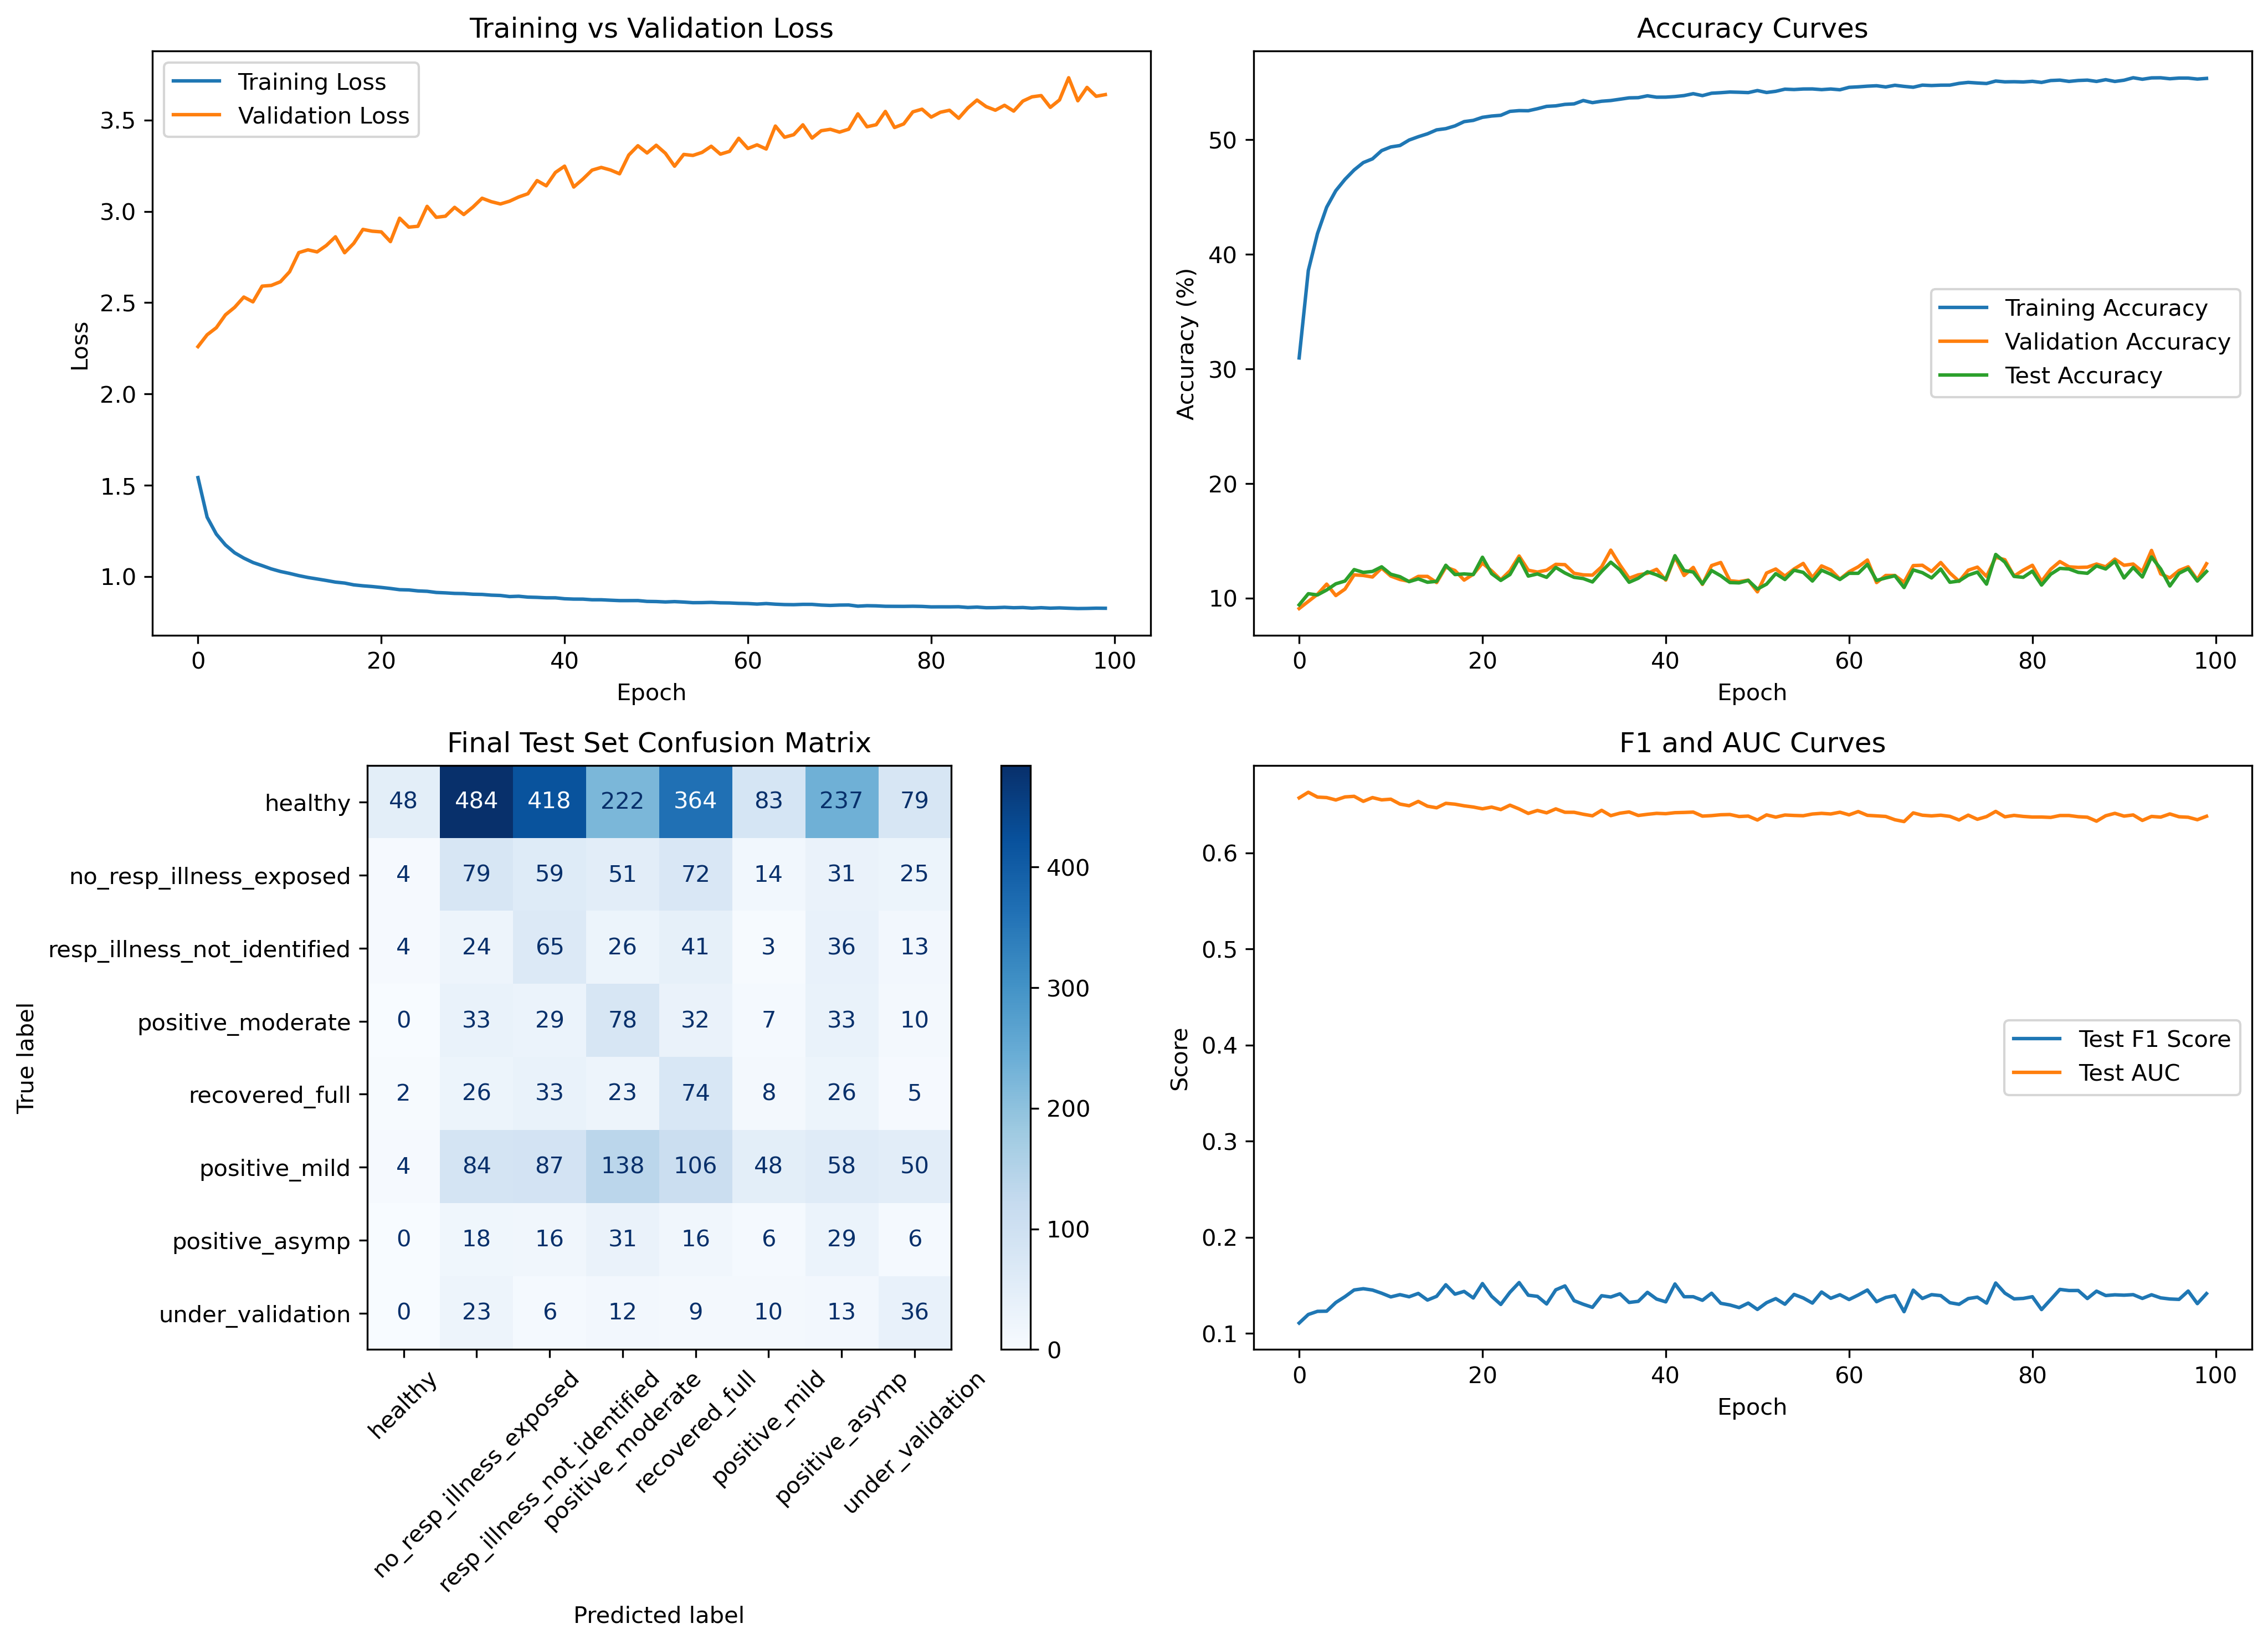 Training vs Validation Loss
Training Loss
Validation Loss
3.5
3.0
2.5
2.0
1.5
1.0
Loss
0 20 40 60 80 100
Epoch
Accuracy Curves
50
40
30
20
10
Accuracy (%)
Training Accuracy
Validation Accuracy
Test Accuracy
0 20 40 60 80 100
Epoch
Final Test Set Confusion Matrix
True label
healthy 48 484 418 222 364 83 237 79
no_resp_illness_exposed 4 79 59 51 72 14 31 25
resp_illness_not_identified 4 24 65 26 41 3 36 13
positive_moderate 0 33 29 78 32 7 33 10
recovered_full 2 26 33 23 74 8 26 5
positive_mild 4 84 87 138 106 48 58 50
positive_asymp 0 18 16 31 16 6 29 6
under_validation 0 23 6 12 9 10 13 36
healthy
no_resp_illness_exposed
resp_illness_not_identified
positive_moderate
recovered_full
positive_mild
positive_asymp
under_validation
Predicted label
400
300
200
100
0
F1 and AUC Curves
0.6
0.5
0.4
0.3
0.2
0.1
Score
Test F1 Score
Test AUC
0 20 40 60 80 100
Epoch